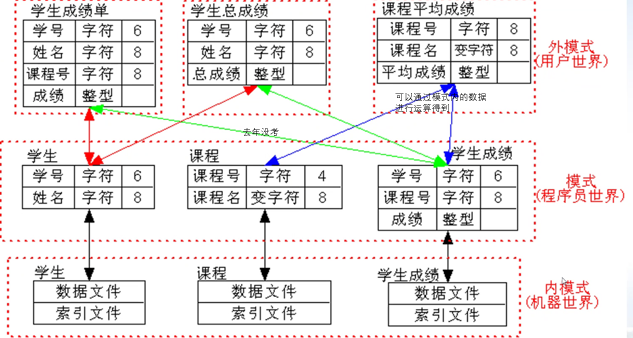 学生成绩单
学号 字符 6
姓名 字符 8
课程号 字符 8
成绩 整型
学生总成绩
学号 字符 6
姓名 字符 8
总成绩 整型
课程平均成绩
课程号 字符 8
课程名 变字符 8
平均成绩 整型
外模式
(用户世界)
可以通过模式内的数据
进行运算得到
去年没考
学生
学号 字符 6
姓名 字符 8
课程
课程号 字符 4
课程名 变字符 8
学生成绩
学号 字符 6
课程号 字符 8
成绩 整型
模式
(程序员世界)
学生
数据文件
索引文件
课程
数据文件
索引文件
学生成绩
数据文件
索引文件
内模式
(机器世界)